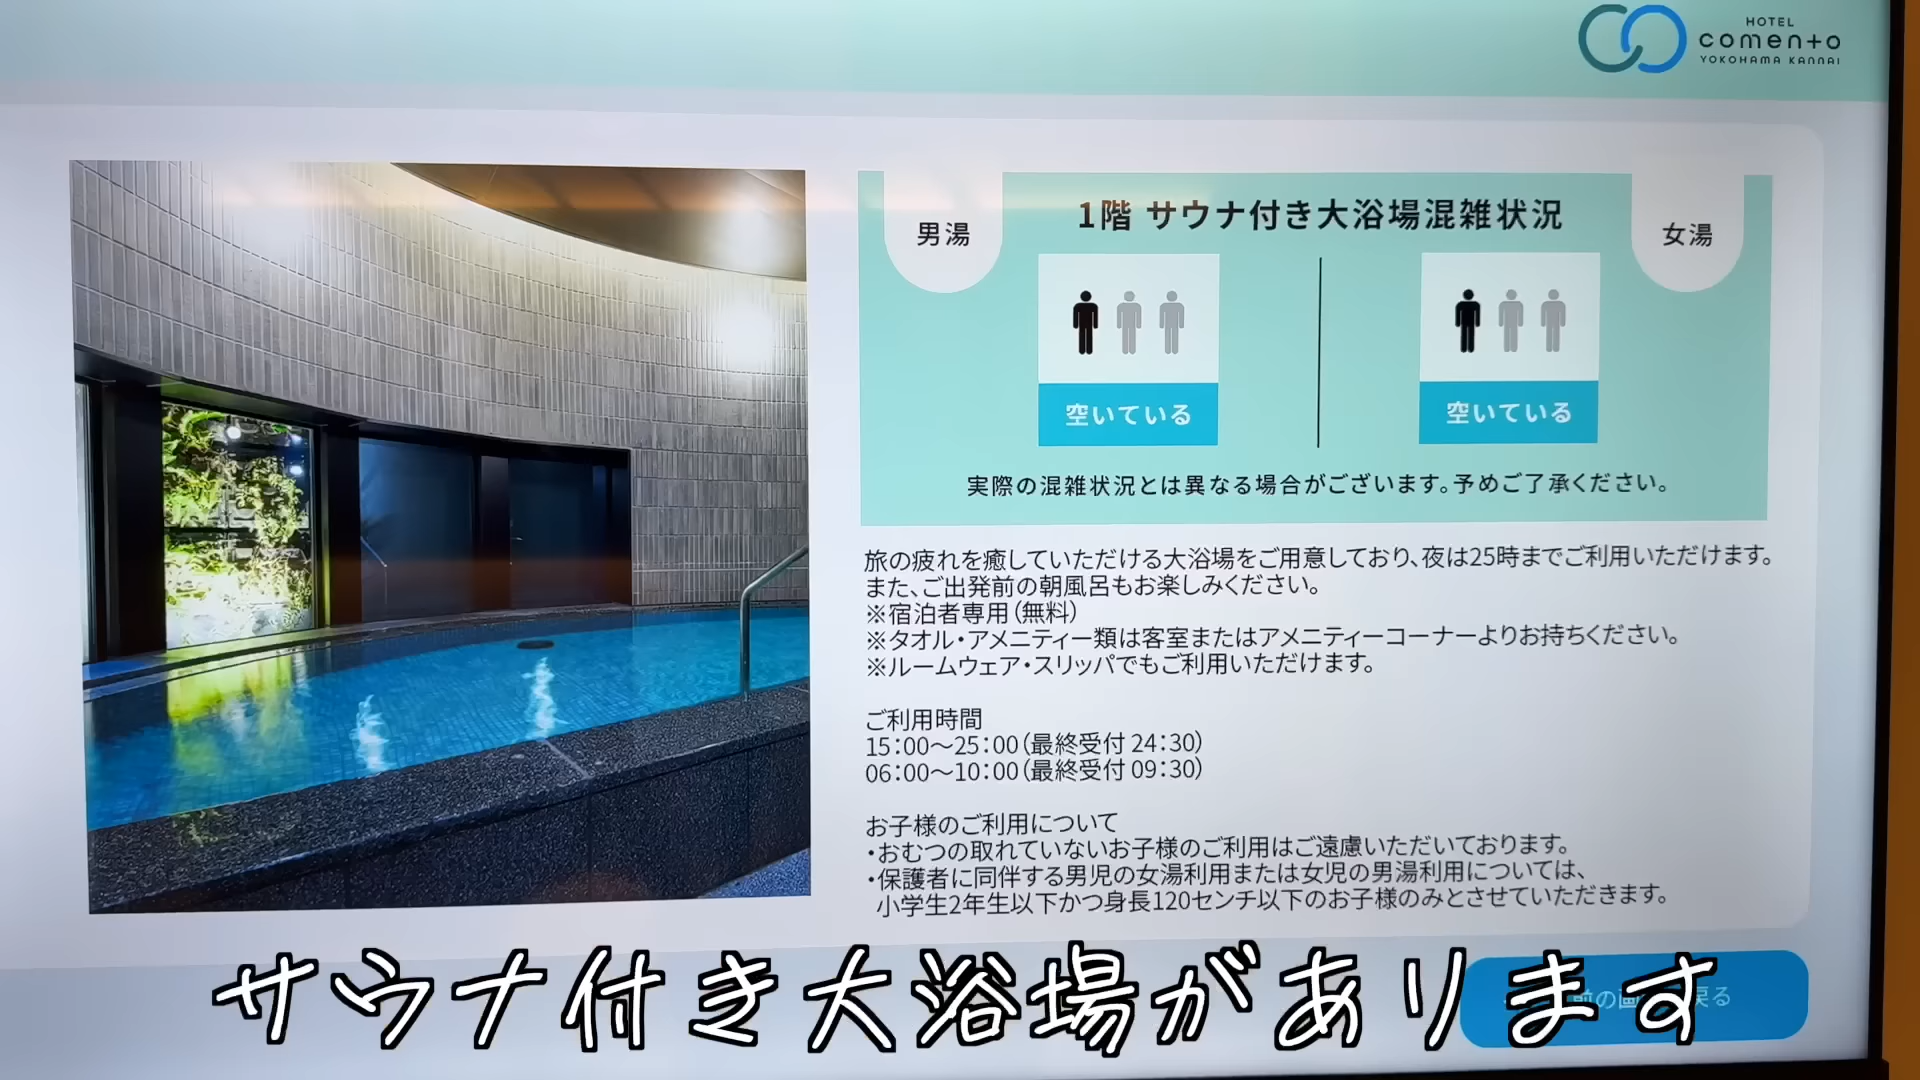 HOTEL
comento
YOKOHAMA KANNAI
男湯
1階 サウナ付き大浴場混雑状況
女湯
空いている
空いている
実際の混雑状況とは異なる場合がございます。予めご了承ください。
旅の疲れを癒していただける大浴場をご用意しており、夜は25時までご利用いただけます。
また、ご出発前の朝風呂もお楽しみください。
※宿泊者専用(無料)
※タオル・アメニティー類は客室またはアメニティーコーナーよりお持ちください。
※ルームウェア・スリッパでもご利用いただけます。
ご利用時間
15:00～25:00(最終受付 24:30)
06:00～10:00(最終受付 09:30)
お子様のご利用について
・おむつの取れていないお子様のご利用はご遠慮いただいております。
・保護者に同伴する男児の女湯利用または女児の男湯利用については、
小学生2年生以下かつ身長120センチ以下のお子様のみとさせていただきます。
前の画 戻る
サウナ付き大浴場があります